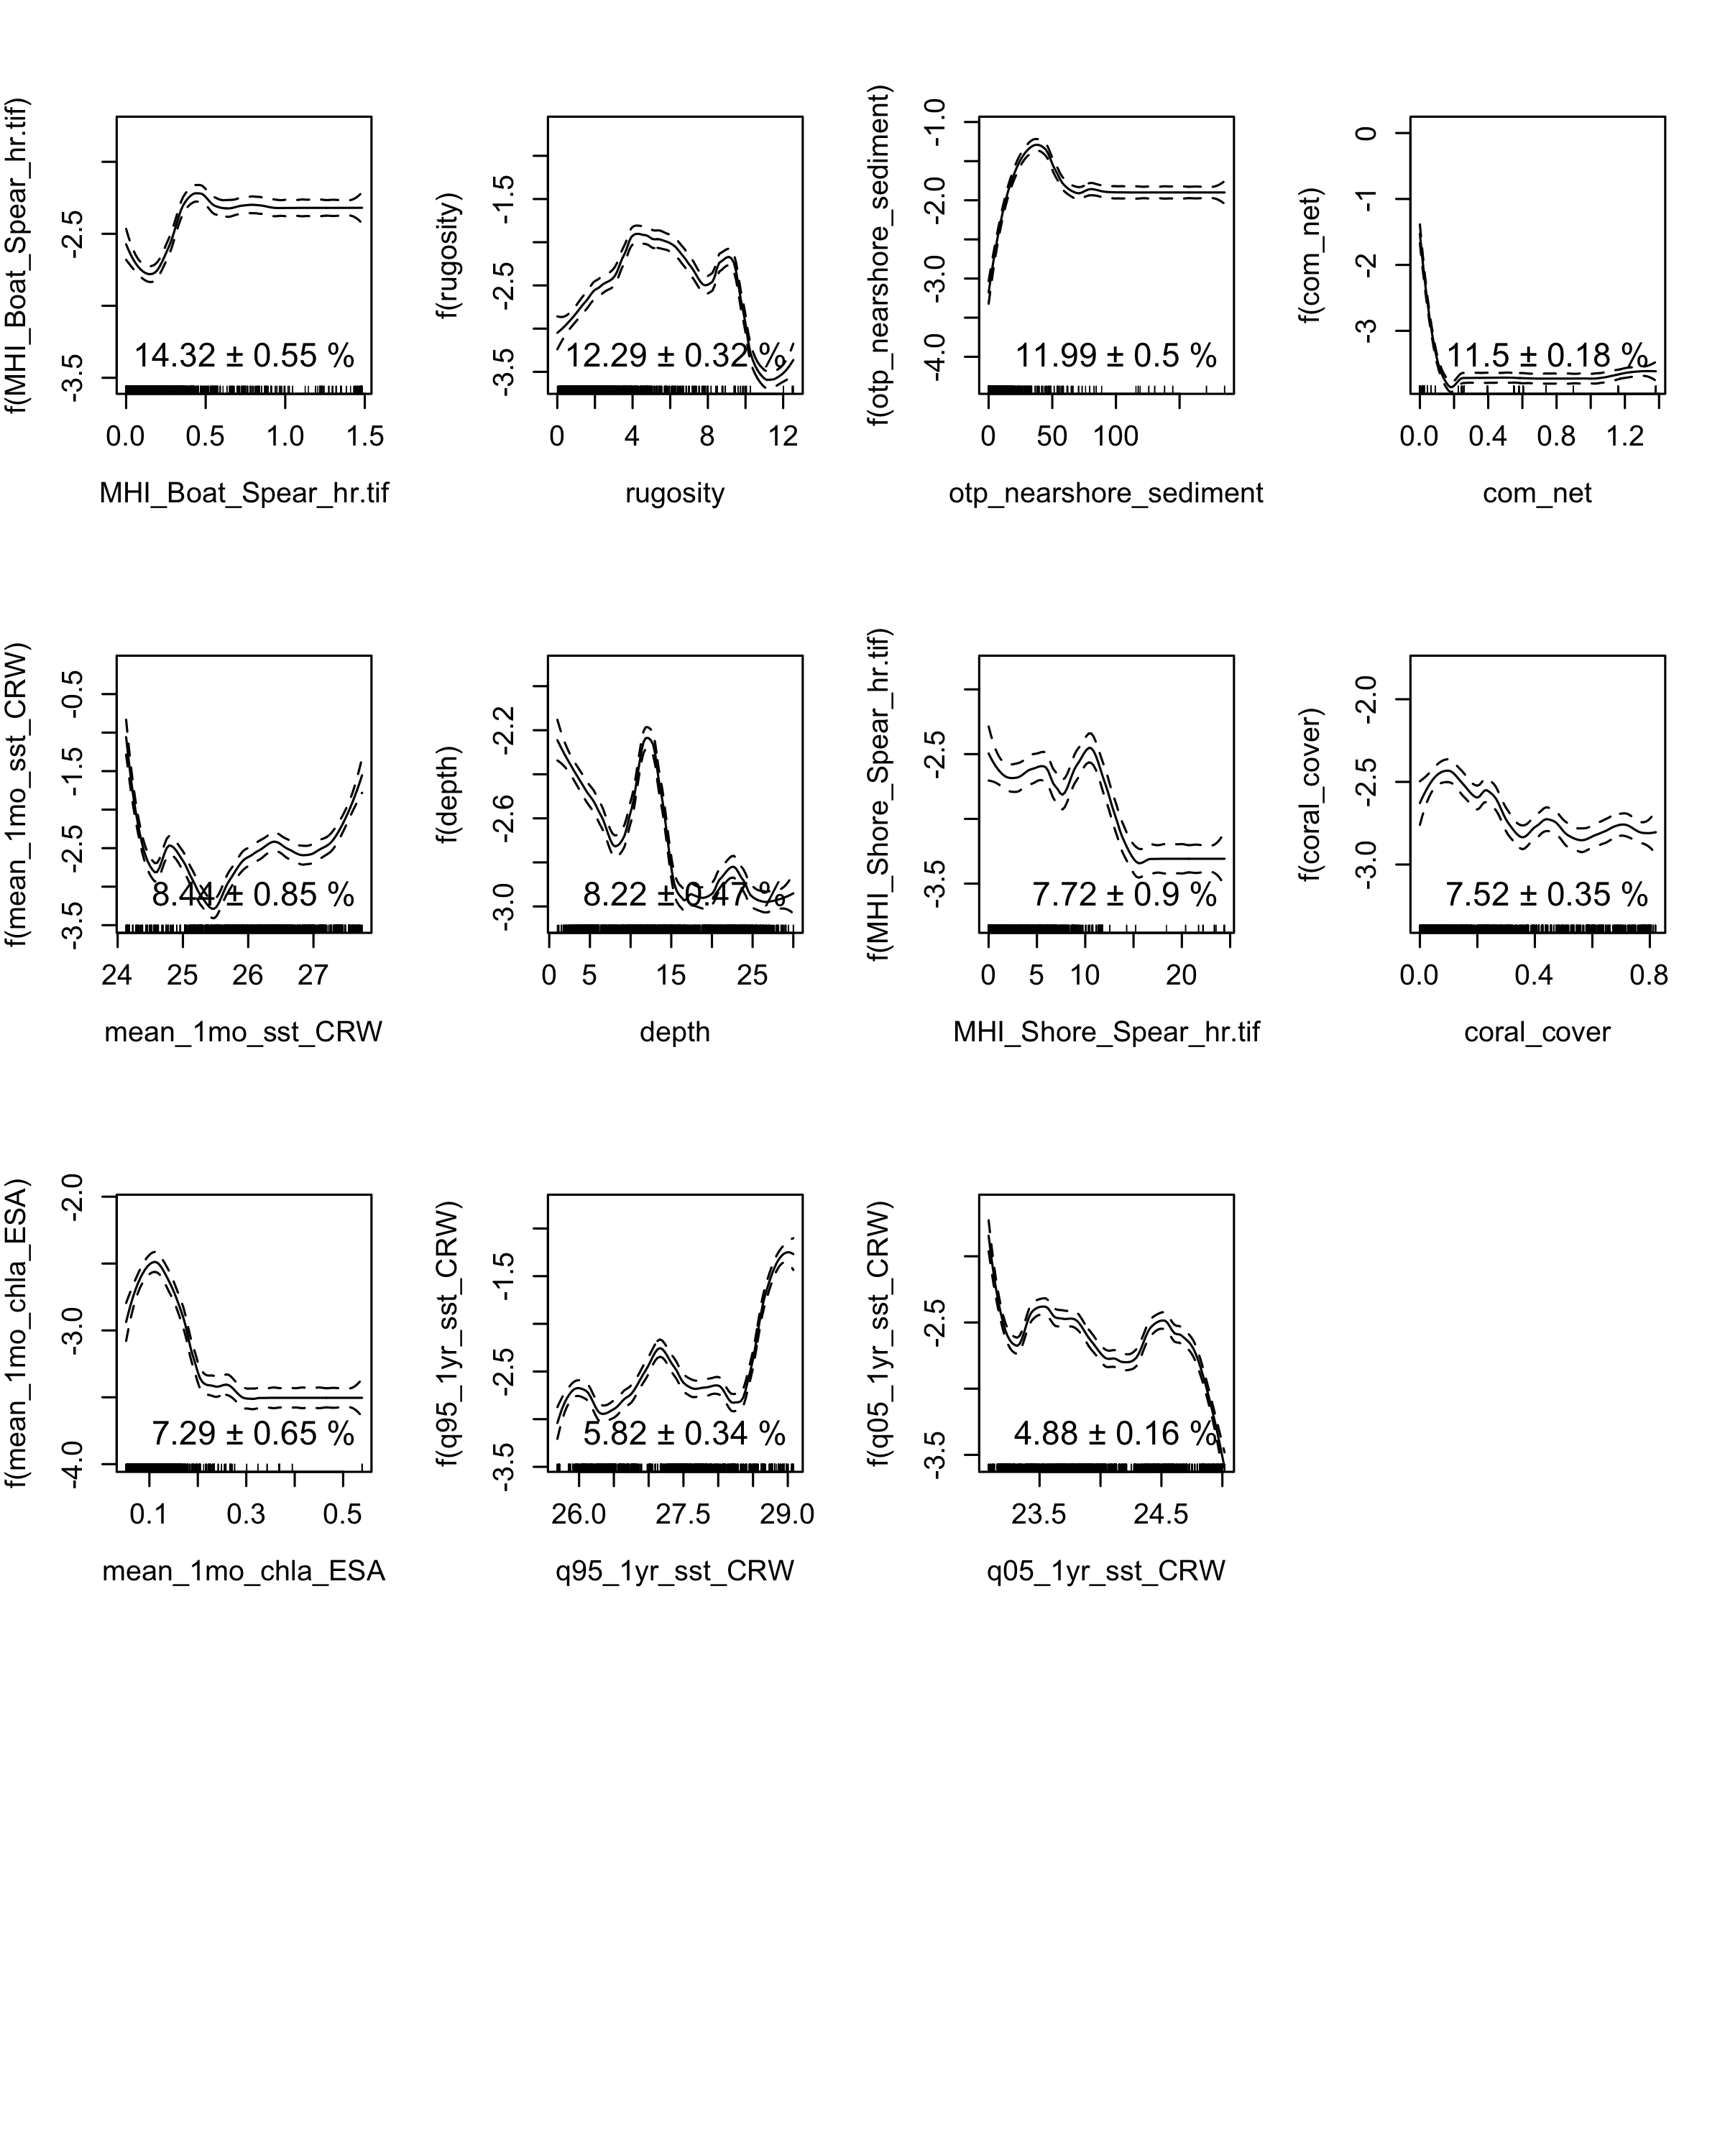 f(MHI_Boat_Spear_hr.tif)
-3.5 -2.5
14.32 ± 0.55 %
0.0 0.5 1.0 1.5
MHI_Boat_Spear_hr.tif
f(rugosity)
-3.5 -2.5 -1.5
12.29 ± 0.32 %
0 4 8 12
rugosity
f(otp_nearshore_sediment)
-4.0 -3.0 -2.0 -1.0
11.99 ± 0.5 %
0 50 100
otp_nearshore_sediment
f(com_net)
-3 -2 -1 0
11.5 ± 0.18 %
0.0 0.4 0.8 1.2
com_net
f(mean_1mo_sst_CRW)
-3.5 -2.5 -1.5 -0.5
8.44 ± 0.85 %
24 25 26 27
mean_1mo_sst_CRW
f(depth)
-3.0 -2.6 -2.2
8.22 ± 0.47 %
0 5 15 25
depth
f(MHI_Shore_Spear_hr.tif)
-3.5 -2.5
7.72 ± 0.9 %
0 5 10 20
MHI_Shore_Spear_hr.tif
f(coral_cover)
-3.0 -2.5 -2.0
7.52 ± 0.35 %
0.0 0.4 0.8
coral_cover
f(mean_1mo_chla_ESA)
-4.0 -3.0 -2.0
7.29 ± 0.65 %
0.1 0.3 0.5
mean_1mo_chla_ESA
f(q95_1yr_sst_CRW)
-3.5 -2.5 -1.5
5.82 ± 0.34 %
26.0 27.5 29.0
q95_1yr_sst_CRW
f(q05_1yr_sst_CRW)
-3.5 -2.5
4.88 ± 0.16 %
23.5 24.5
q05_1yr_sst_CRW